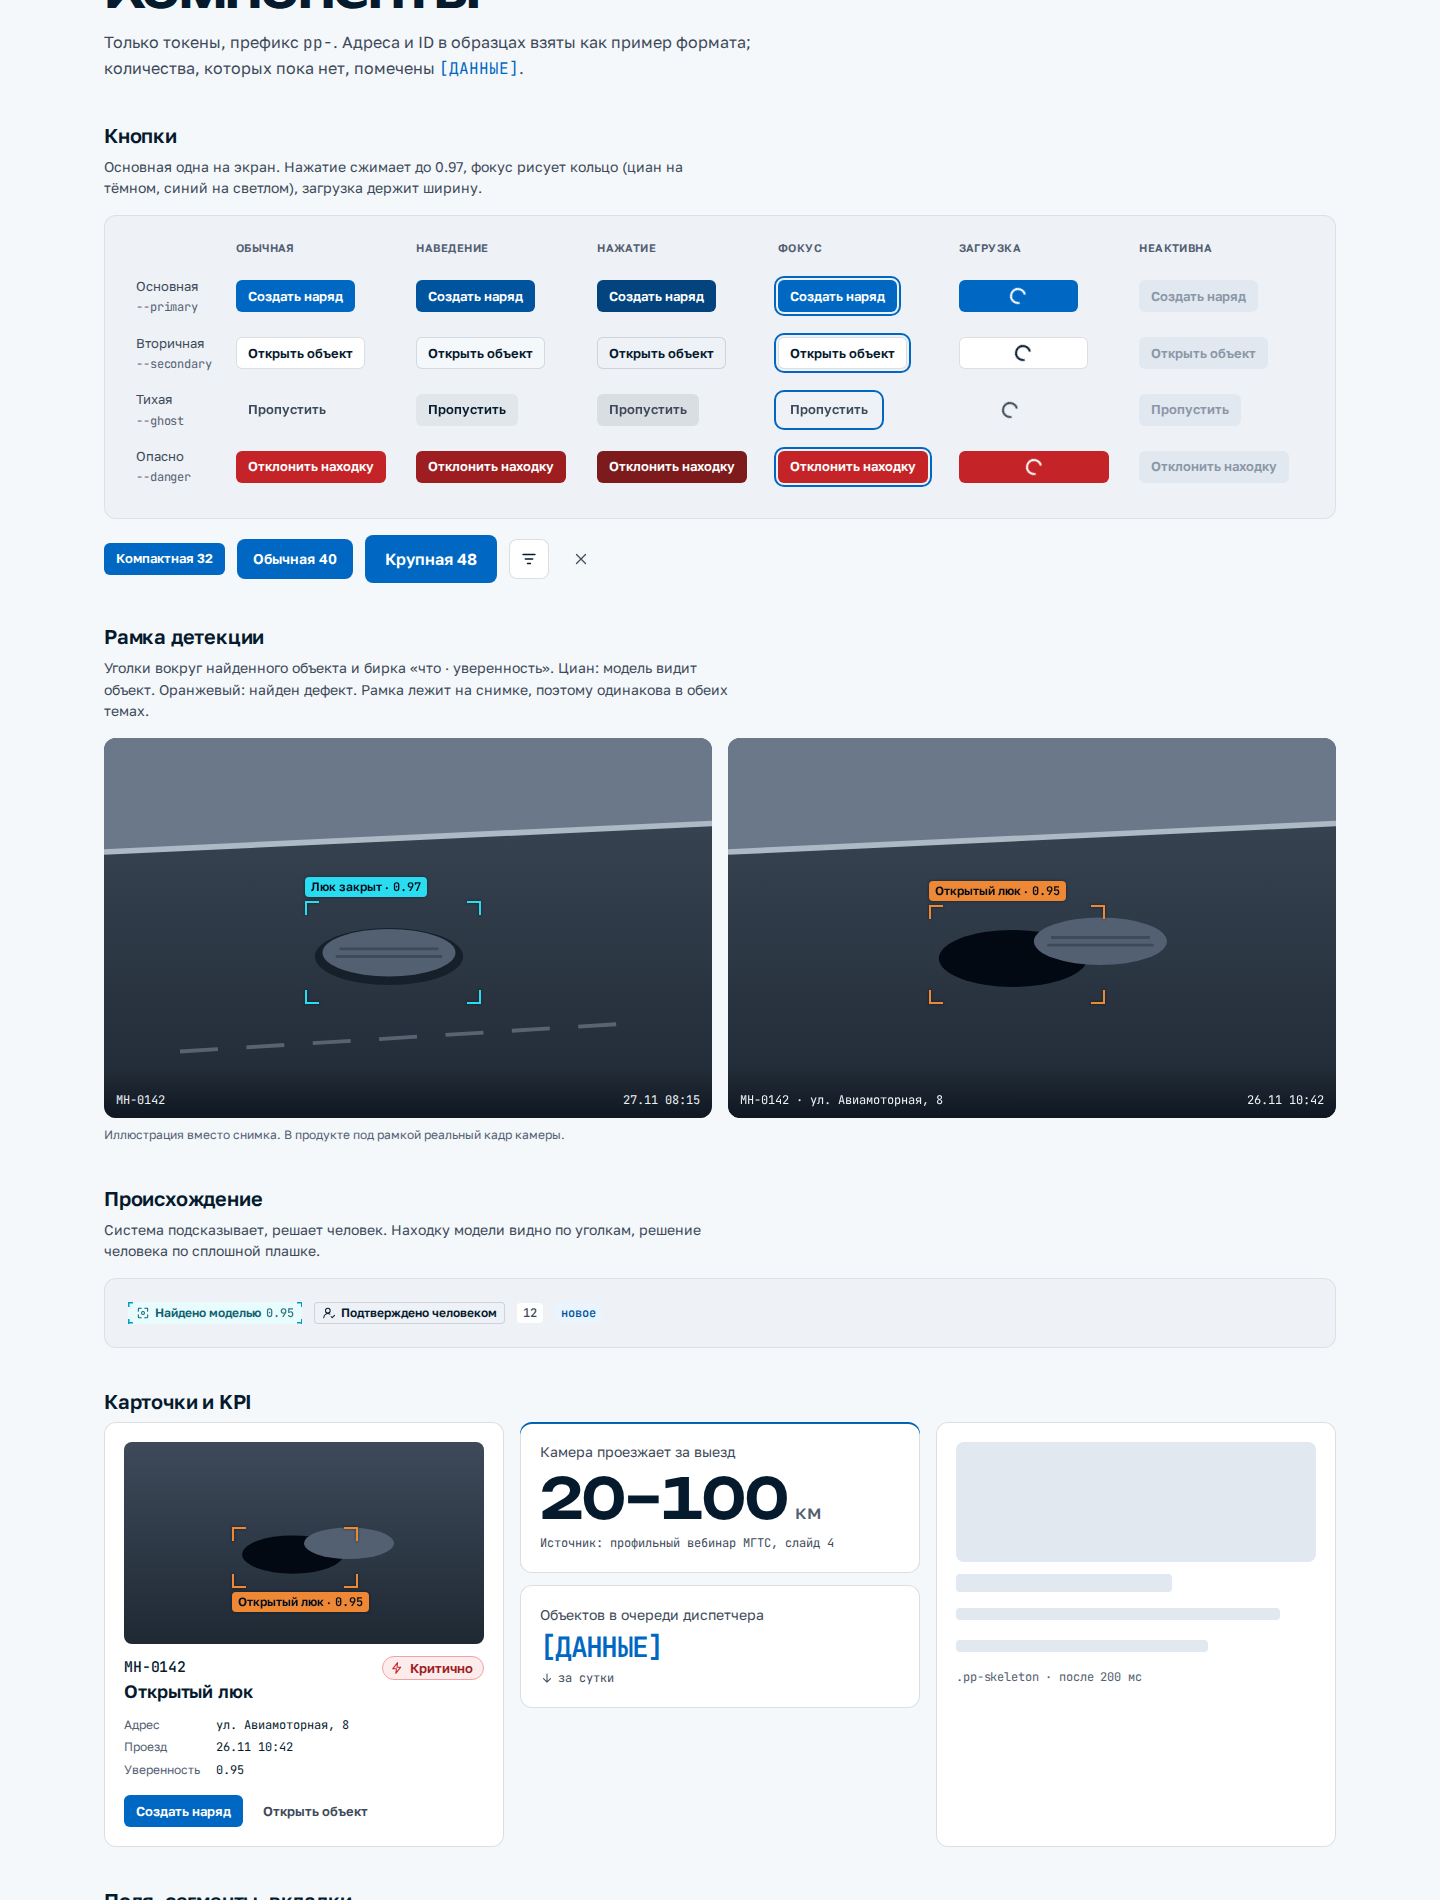 Компоненты
Только токены, префикс pp-. Адреса и ID в образцах взяты как пример формата;
количества, которых пока нет, помечены [ДАННЫЕ].
Кнопки
Основная одна на экран. Нажатие сжимает до 0.97, фокус рисует кольцо (циан на
тёмном, синий на светлом), загрузка держит ширину.
ОБЫЧНАЯ НАВЕДЕНИЕ НАЖАТИЕ ФОКУС ЗАГРУЗКА НЕАКТИВНА
Основная Создать наряд Создать наряд Создать наряд Создать наряд Создать наряд
--primary
Вторичная Открыть объект Открыть объект Открыть объект Открыть объект Открыть объект
--secondary
Тихая Пропустить Пропустить Пропустить Пропустить Пропустить
--ghost
Опасно Отклонить находку Отклонить находку Отклонить находку Отклонить находку Отклонить находку
--danger
Компактная 32 Обычная 40 Крупная 48
Рамка детекции
Уголки вокруг найденного объекта и бирка «что · уверенность». Циан: модель видит
объект. Оранжевый: найден дефект. Рамка лежит на снимке, поэтому одинакова в обеих
темах.
Люк закрыт · 0.97
MH-0142 27.11 08:15
Открытый люк · 0.95
MH-0142 · ул. Авиамоторная, 8 26.11 10:42
Иллюстрация вместо снимка. В продукте под рамкой реальный кадр камеры.
Происхождение
Система подсказывает, решает человек. Находку модели видно по уголкам, решение
человека по сплошной плашке.
Найдено моделью 0.95 Подтверждено человеком 12 новое
Карточки и KPI
Открытый люк · 0.95
MH-0142 Критично
Открытый люк
Адрес ул. Авиамоторная, 8
Проезд 26.11 10:42
Уверенность 0.95
Создать наряд Открыть объект
Камера проезжает за выезд
20–100 км
Источник: профильный вебинар МГТС, слайд 4
Объектов в очереди диспетчера
[ДАННЫЕ]
↓ за сутки
.pp-skeleton · после 200 мс
Поля, сегменты, вкладки